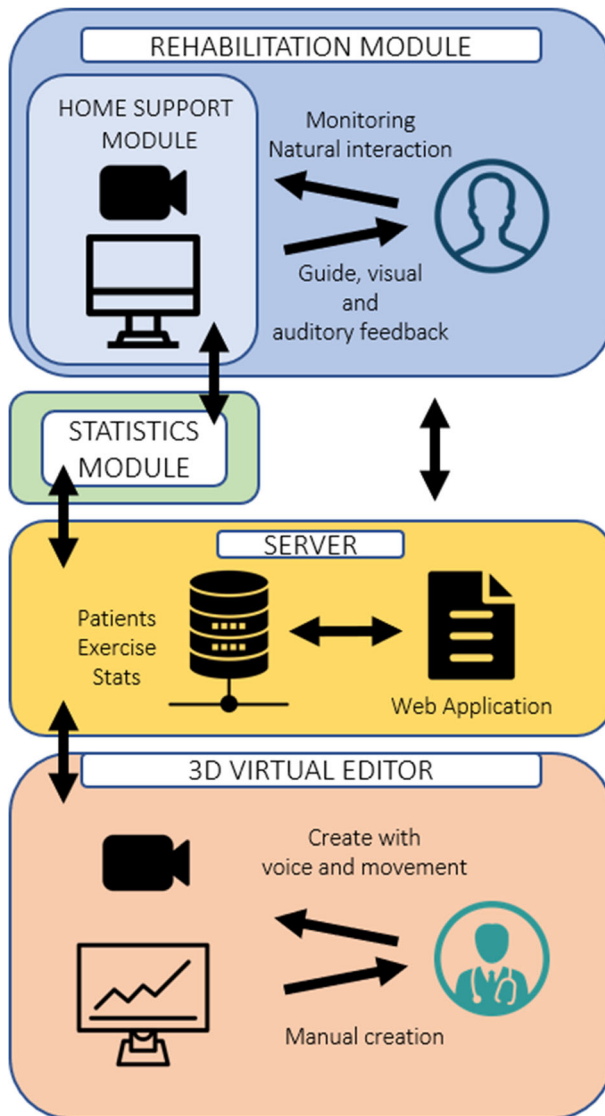 REHABILITATION MODULE
HOME SUPPORT
MODULE
Monitoring
Natural interaction
Guide, visual
and
auditory feedback
STATISTICS
MODULE
SERVER
Patients
Exercise
Stats
Web Application
3D VIRTUAL EDITOR
Create with
voice and movement
Manual creation